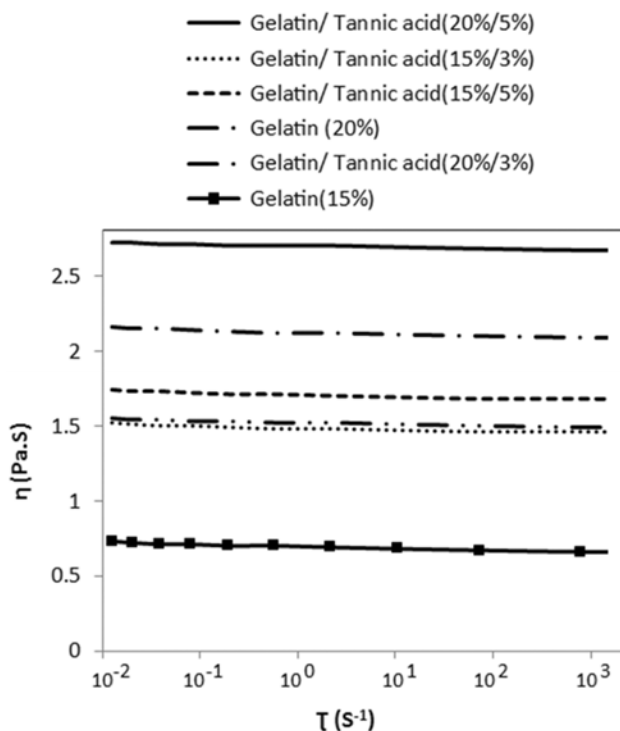 Gelatin/ Tannic acid(20%/5%)
Gelatin/ Tannic acid(15%/3%)
Gelatin/ Tannic acid(15%/5%)
Gelatin (20%)
Gelatin/ Tannic acid(20%/3%)
Gelatin(15%)
2.5
2
1.5
1
0.5
0
η (Pa.S)
10⁻² 10⁻¹ 10⁰ 10¹ 10² 10³
Ʈ (S⁻¹)